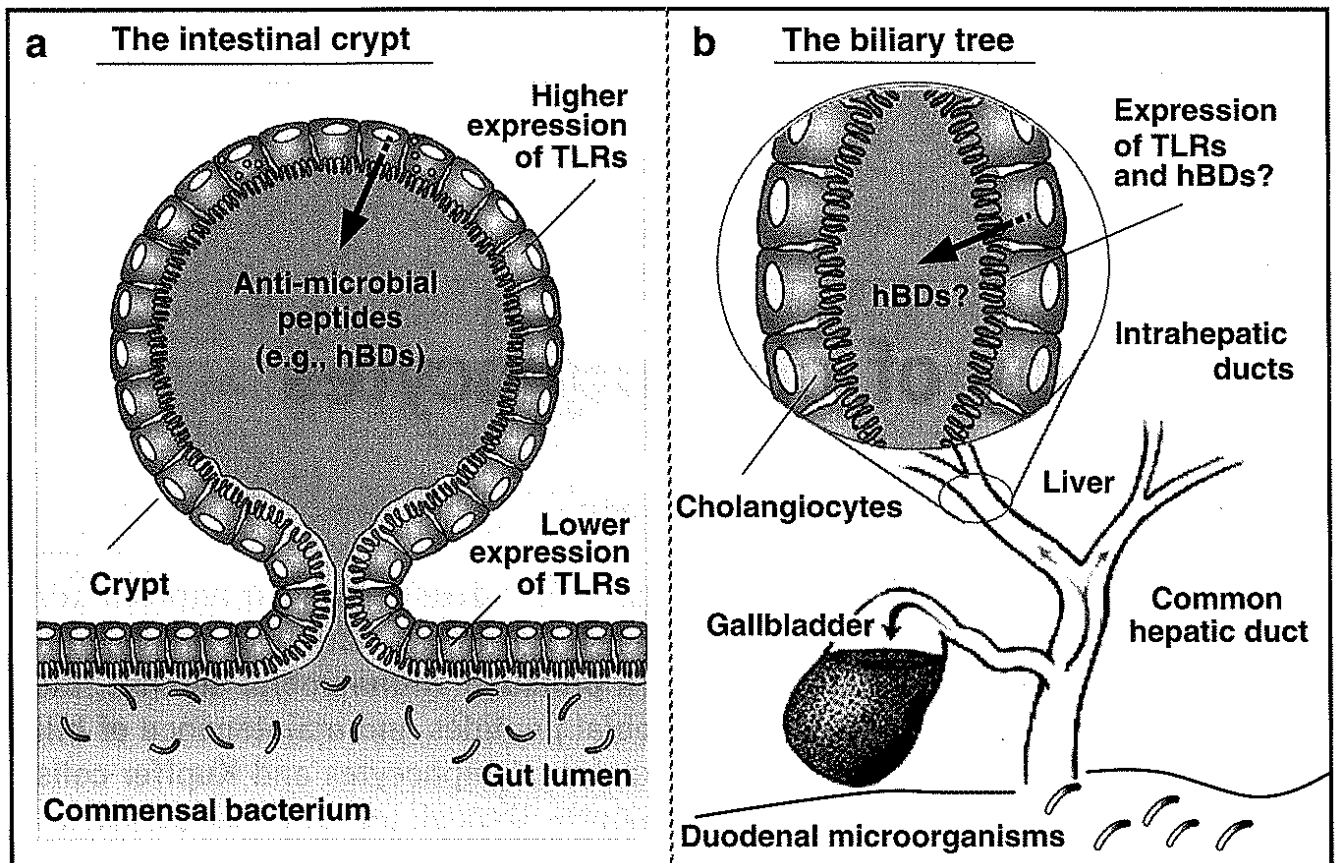 a
The intestinal crypt
Higher
expression
of TLRs
Anti-microbial
peptides
(e.g., hBDs)
Crypt
Lower
expression
of TLRs
Gut lumen
Commensal bacterium
b
The biliary tree
Expression
of TLRs
and hBDs?
hBDs?
Intrahepatic
ducts
Cholangiocytes
Liver
Gallbladder
Common
hepatic duct
Duodenal microorganisms